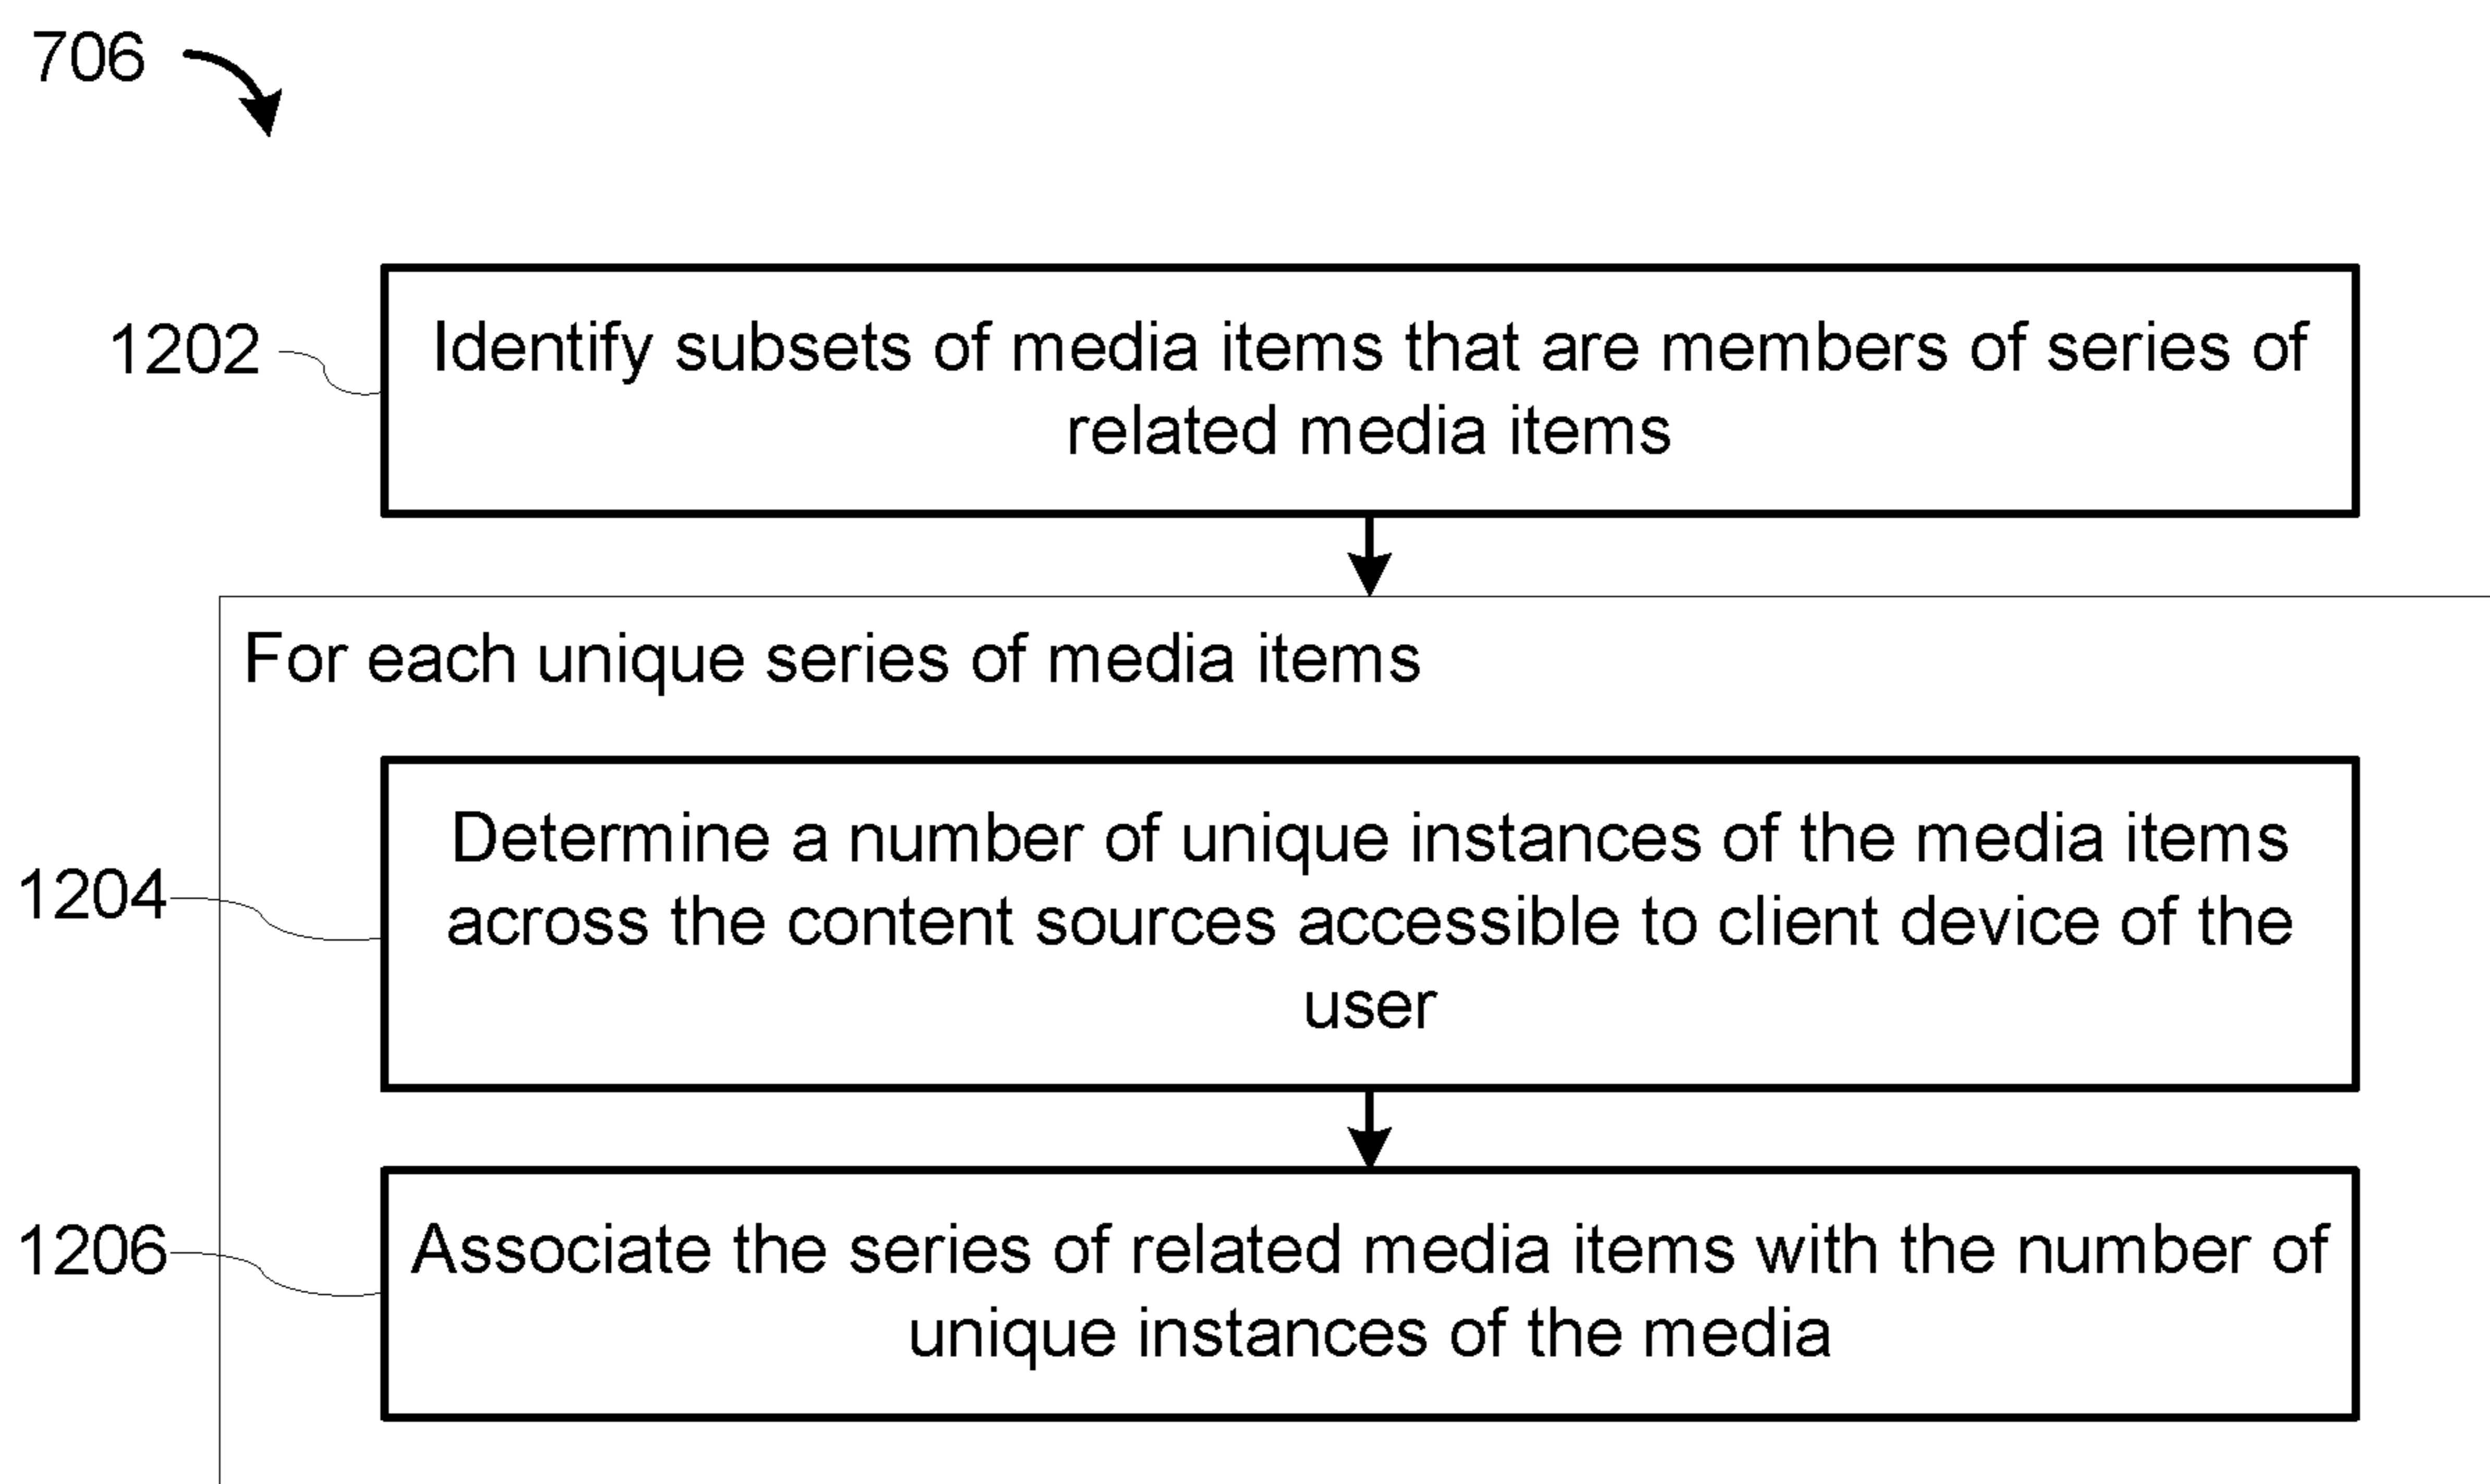 706
1202
Identify subsets of media items that are members of series of
related media items
For each unique series of media items
1204
Determine a number of unique instances of the media items
across the content sources accessible to client device of the
user
1206
Associate the series of related media items with the number of
unique instances of the media